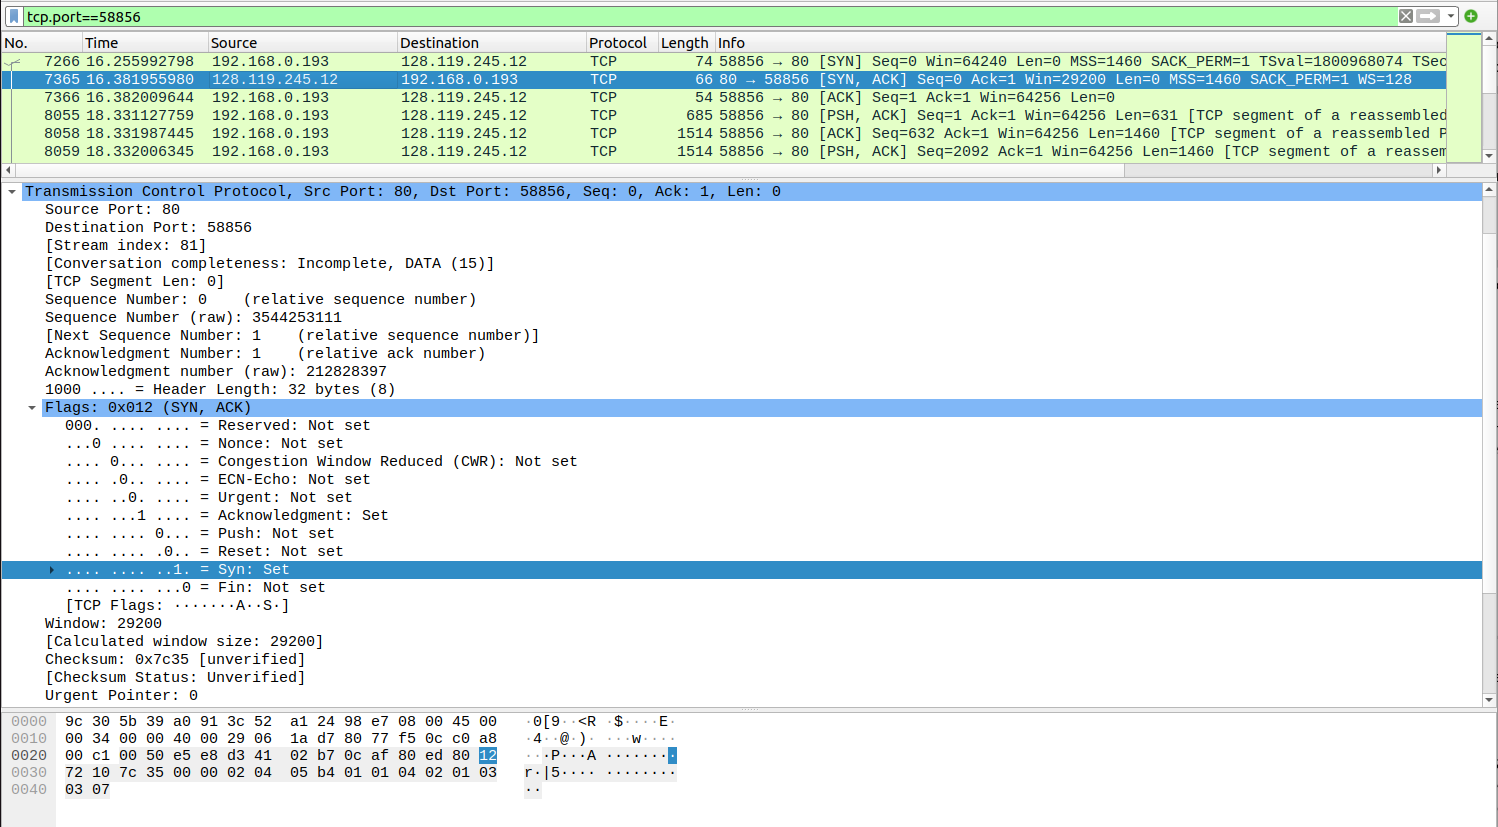 tcp.port==58856
No. Time Source Destination Protocol Length Info
7266 16.255992798 192.168.0.193 128.119.245.12 TCP 74 58856 → 80 [SYN] Seq=0 Win=64240 Len=0 MSS=1460 SACK_PERM=1 TSval=1800968074 TSec
7365 16.381955980 128.119.245.12 192.168.0.193 TCP 66 80 → 58856 [SYN, ACK] Seq=0 Ack=1 Win=29200 Len=0 MSS=1460 SACK_PERM=1 WS=128
7366 16.382009644 192.168.0.193 128.119.245.12 TCP 54 58856 → 80 [ACK] Seq=1 Ack=1 Win=64256 Len=0
8055 18.331127759 192.168.0.193 128.119.245.12 TCP 685 58856 → 80 [PSH, ACK] Seq=1 Ack=1 Win=64256 Len=631 [TCP segment of a reassembled
8058 18.331987445 192.168.0.193 128.119.245.12 TCP 1514 58856 → 80 [ACK] Seq=632 Ack=1 Win=64256 Len=1460 [TCP segment of a reassembled P
8059 18.332006345 192.168.0.193 128.119.245.12 TCP 1514 58856 → 80 [PSH, ACK] Seq=2092 Ack=1 Win=64256 Len=1460 [TCP segment of a reassem
Transmission Control Protocol, Src Port: 80, Dst Port: 58856, Seq: 0, Ack: 1, Len: 0
Source Port: 80
Destination Port: 58856
[Stream index: 81]
[Conversation completeness: Incomplete, DATA (15)]
[TCP Segment Len: 0]
Sequence Number: 0 (relative sequence number)
Sequence Number (raw): 3544253111
[Next Sequence Number: 1 (relative sequence number)]
Acknowledgment Number: 1 (relative ack number)
Acknowledgment number (raw): 212828397
1000 .... = Header Length: 32 bytes (8)
Flags: 0x012 (SYN, ACK)
000. .... .... = Reserved: Not set
...0 .... .... = Nonce: Not set
.... 0... .... = Congestion Window Reduced (CWR): Not set
.... .0.. .... = ECN-Echo: Not set
.... ..0. .... = Urgent: Not set
.... ...1 .... = Acknowledgment: Set
.... .... 0... = Push: Not set
.... .... .0.. = Reset: Not set
.... .... ..1. = Syn: Set
.... .... ...0 = Fin: Not set
[TCP Flags: ·······A··S·]
Window: 29200
[Calculated window size: 29200]
Checksum: 0x7c35 [unverified]
[Checksum Status: Unverified]
Urgent Pointer: 0
0000 9c 30 5b 39 a0 91 3c 52 a1 24 98 e7 08 00 45 00 ·0[9··<R ·$····E·
0010 00 34 00 00 40 00 29 06 1a d7 80 77 f5 0c c0 a8 ·4··@·)· ···w····
0020 00 c1 00 50 e5 e8 d3 41 02 b7 0c af 80 ed 80 12 ···P···A ········
0030 72 10 7c 35 00 00 02 04 05 b4 01 01 04 02 01 03 r·|5···· ········
0040 03 07 ··